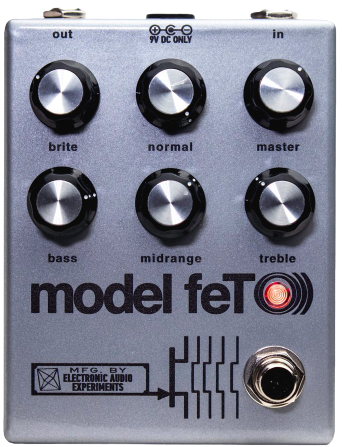 out in
9V DC ONLY
brite normal master
bass midrange treble
model feT
MFG. BY
ELECTRONIC AUDIO
EXPERIMENTS